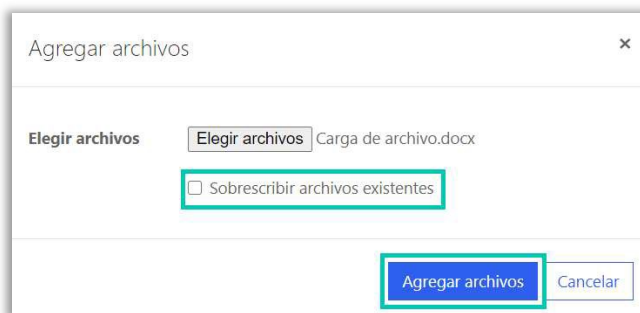 Agregar archivos ×
Elegir archivos Elegir archivos Carga de archivo.docx
Sobrescribir archivos existentes
Agregar archivos Cancelar